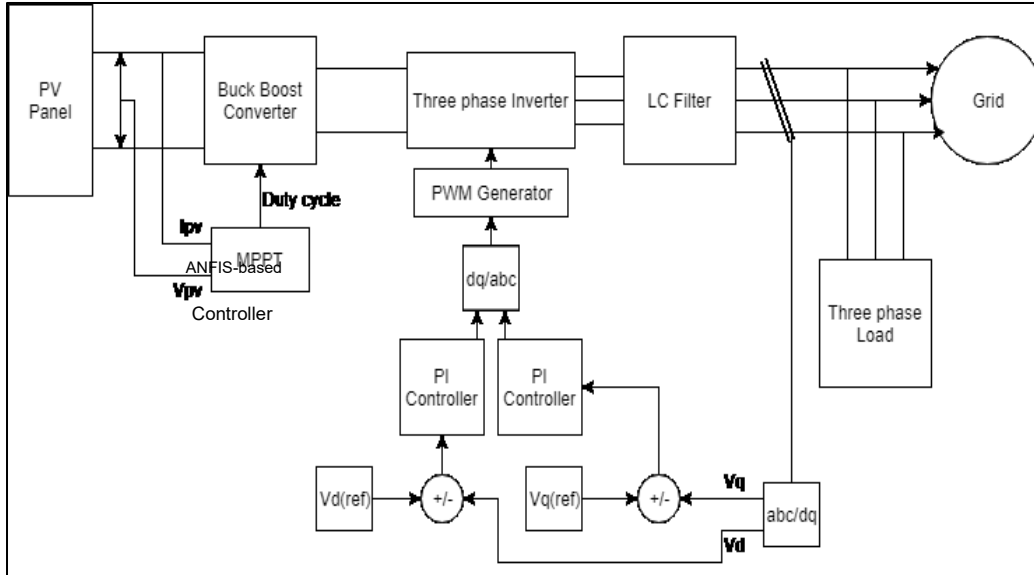 PV
Panel
Buck Boost
Converter
Three phase Inverter
LC Filter
Grid
PWM Generator
Duty cycle
Ipv
MPPT
ANFIS-based
Vpv
Controller
dq/abc
Three phase
Load
PI
Controller
PI
Controller
Vd(ref)
+/-
Vq(ref)
+/-
Vq
abc/dq
Vd